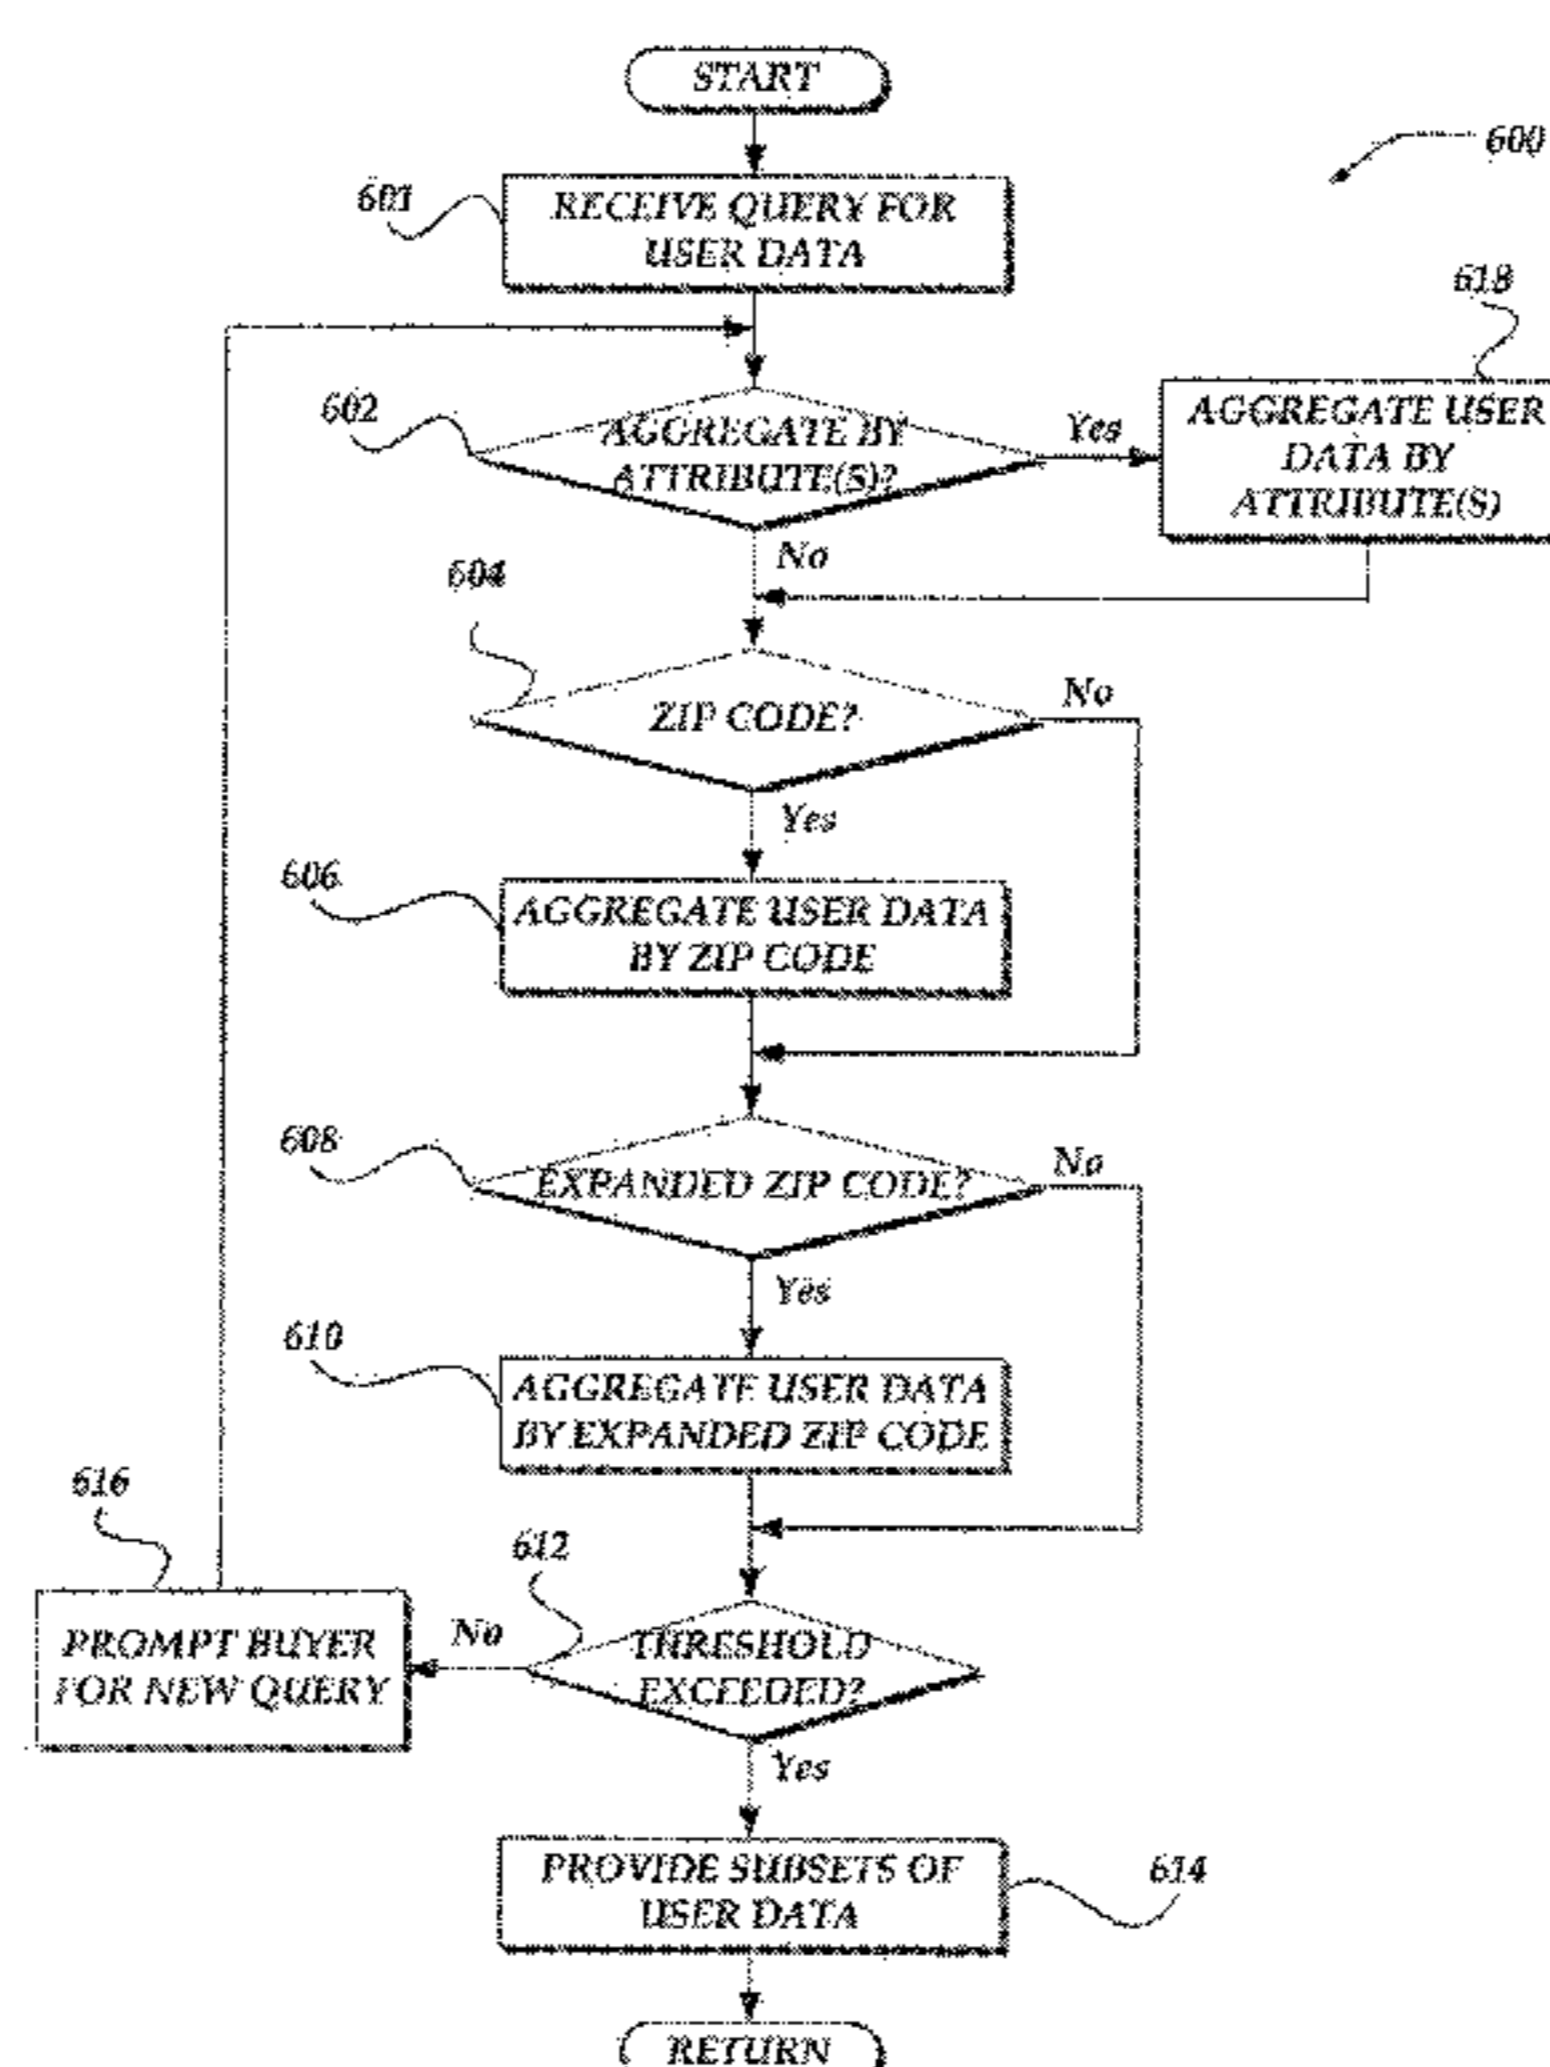 START
600
601
RECEIVE QUERY FOR
USER DATA
618
602
AGGREGATE BY
ATTRIBUTE(S)?
Yes
AGGREGATE USER
DATA BY
ATTRIBUTE(S)
No
604
ZIP CODE?
No
Yes
606
AGGREGATE USER DATA
BY ZIP CODE
608
EXPANDED ZIP CODE?
No
Yes
610
AGGREGATE USER DATA
BY EXPANDED ZIP CODE
616
612
PROMPT BUYER
FOR NEW QUERY
No
THRESHOLD
EXCEEDED?
Yes
PROVIDE SUBSETS OF
USER DATA
614
RETURN